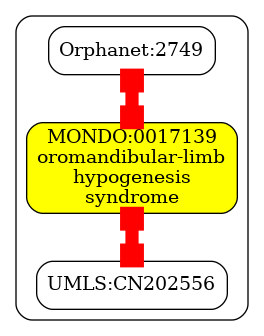 Orphanet:2749
MONDO:0017139
oromandibular-limb
hypogenesis
syndrome
UMLS:CN202556